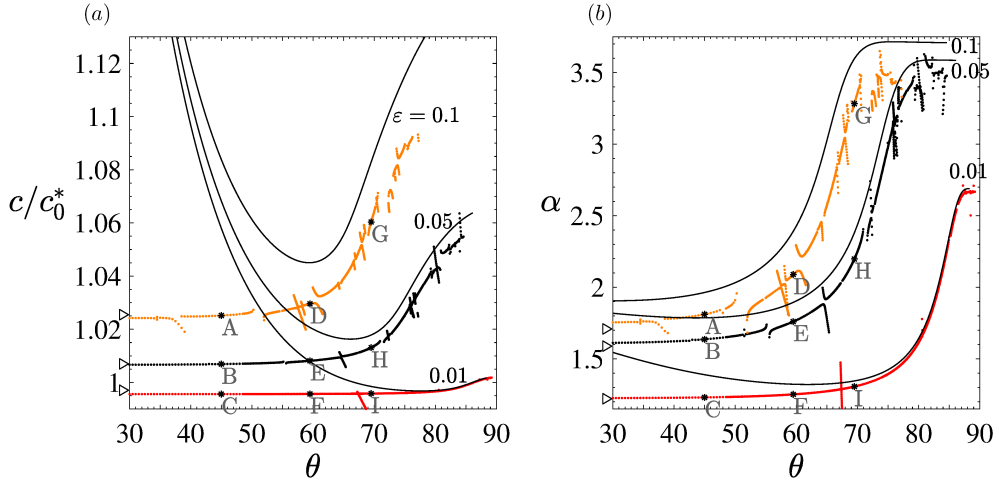 (a)
1.12
1.1
1.08
1.06
1.04
1.02
1
c/c₀*
ε = 0.1
0.05
0.01
A
B
C
D
E
F
G
H
I
30 40 50 60 70 80 90
θ
(b)
3.5
3
2.5
2
1.5
α
0.1
0.05
0.01
A
B
C
D
E
F
G
H
I
30 40 50 60 70 80 90
θ